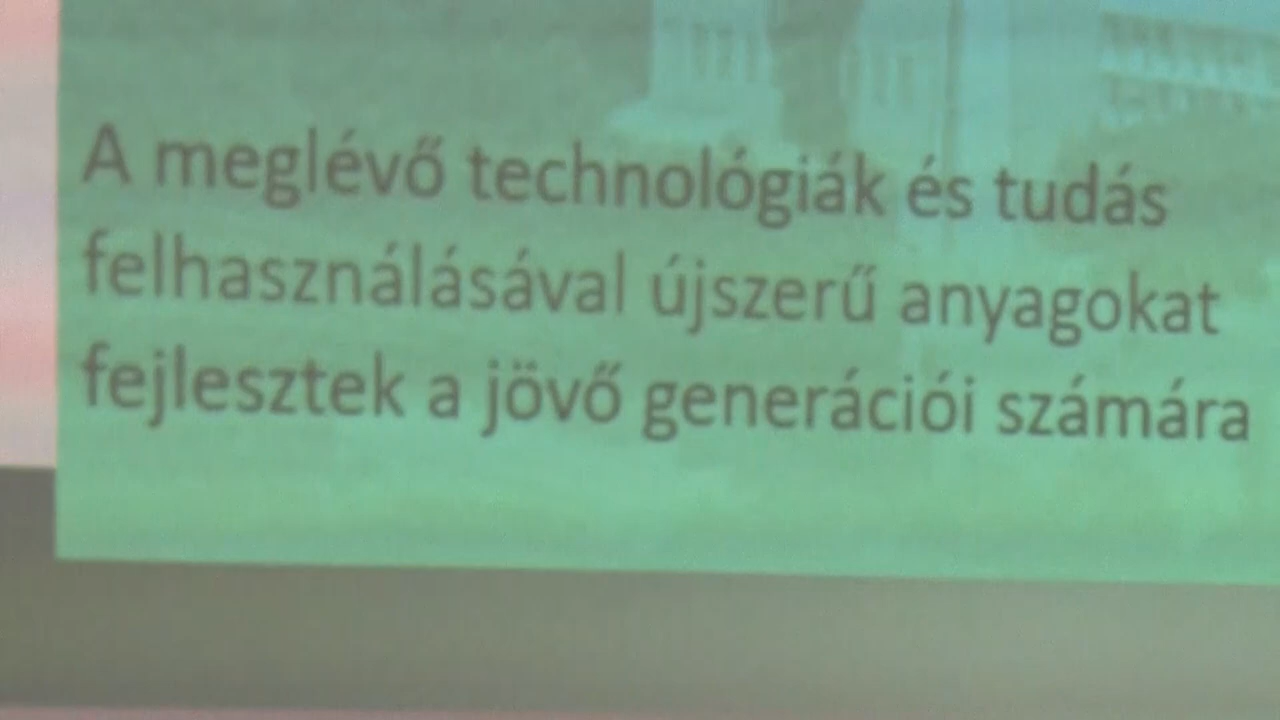 A meglévő technológiák és tudás
felhasználásával újszerű anyagokat
fejlesztek a jövő generációi számára